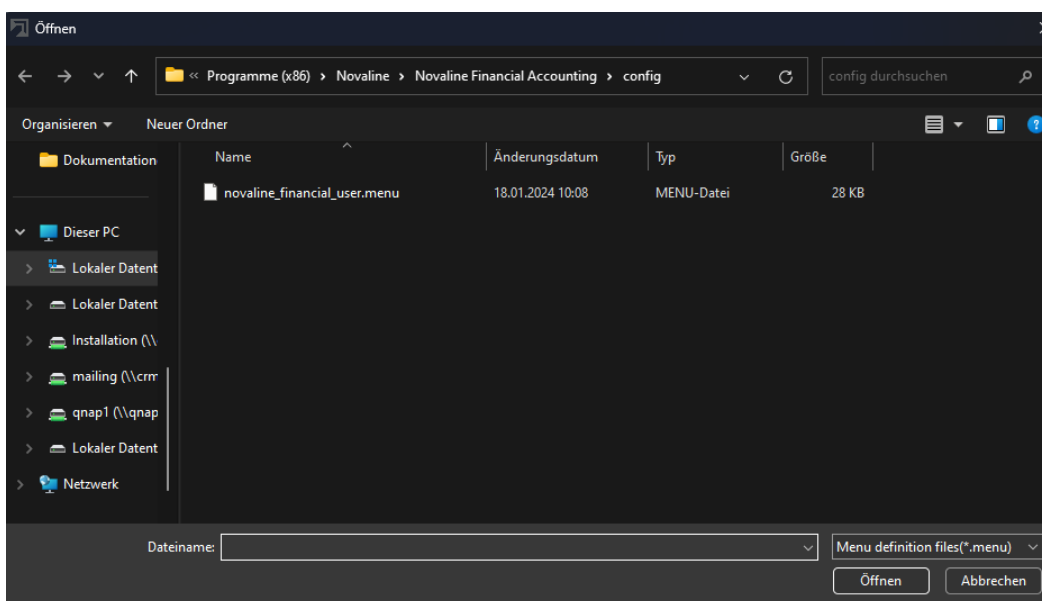 Öffnen
« Programme (x86) › Novaline › Novaline Financial Accounting › config
config durchsuchen
Organisieren
Neuer Ordner
Dokumentation
Name
Änderungsdatum
Typ
Größe
novaline_financial_user.menu
18.01.2024 10:08
MENU-Datei
28 KB
Dieser PC
Lokaler Datent
Lokaler Datent
Installation (\\
mailing (\\crm
qnap1 (\\qnap
Lokaler Datent
Netzwerk
Dateiname:
Menu definition files(*.menu)
Öffnen
Abbrechen